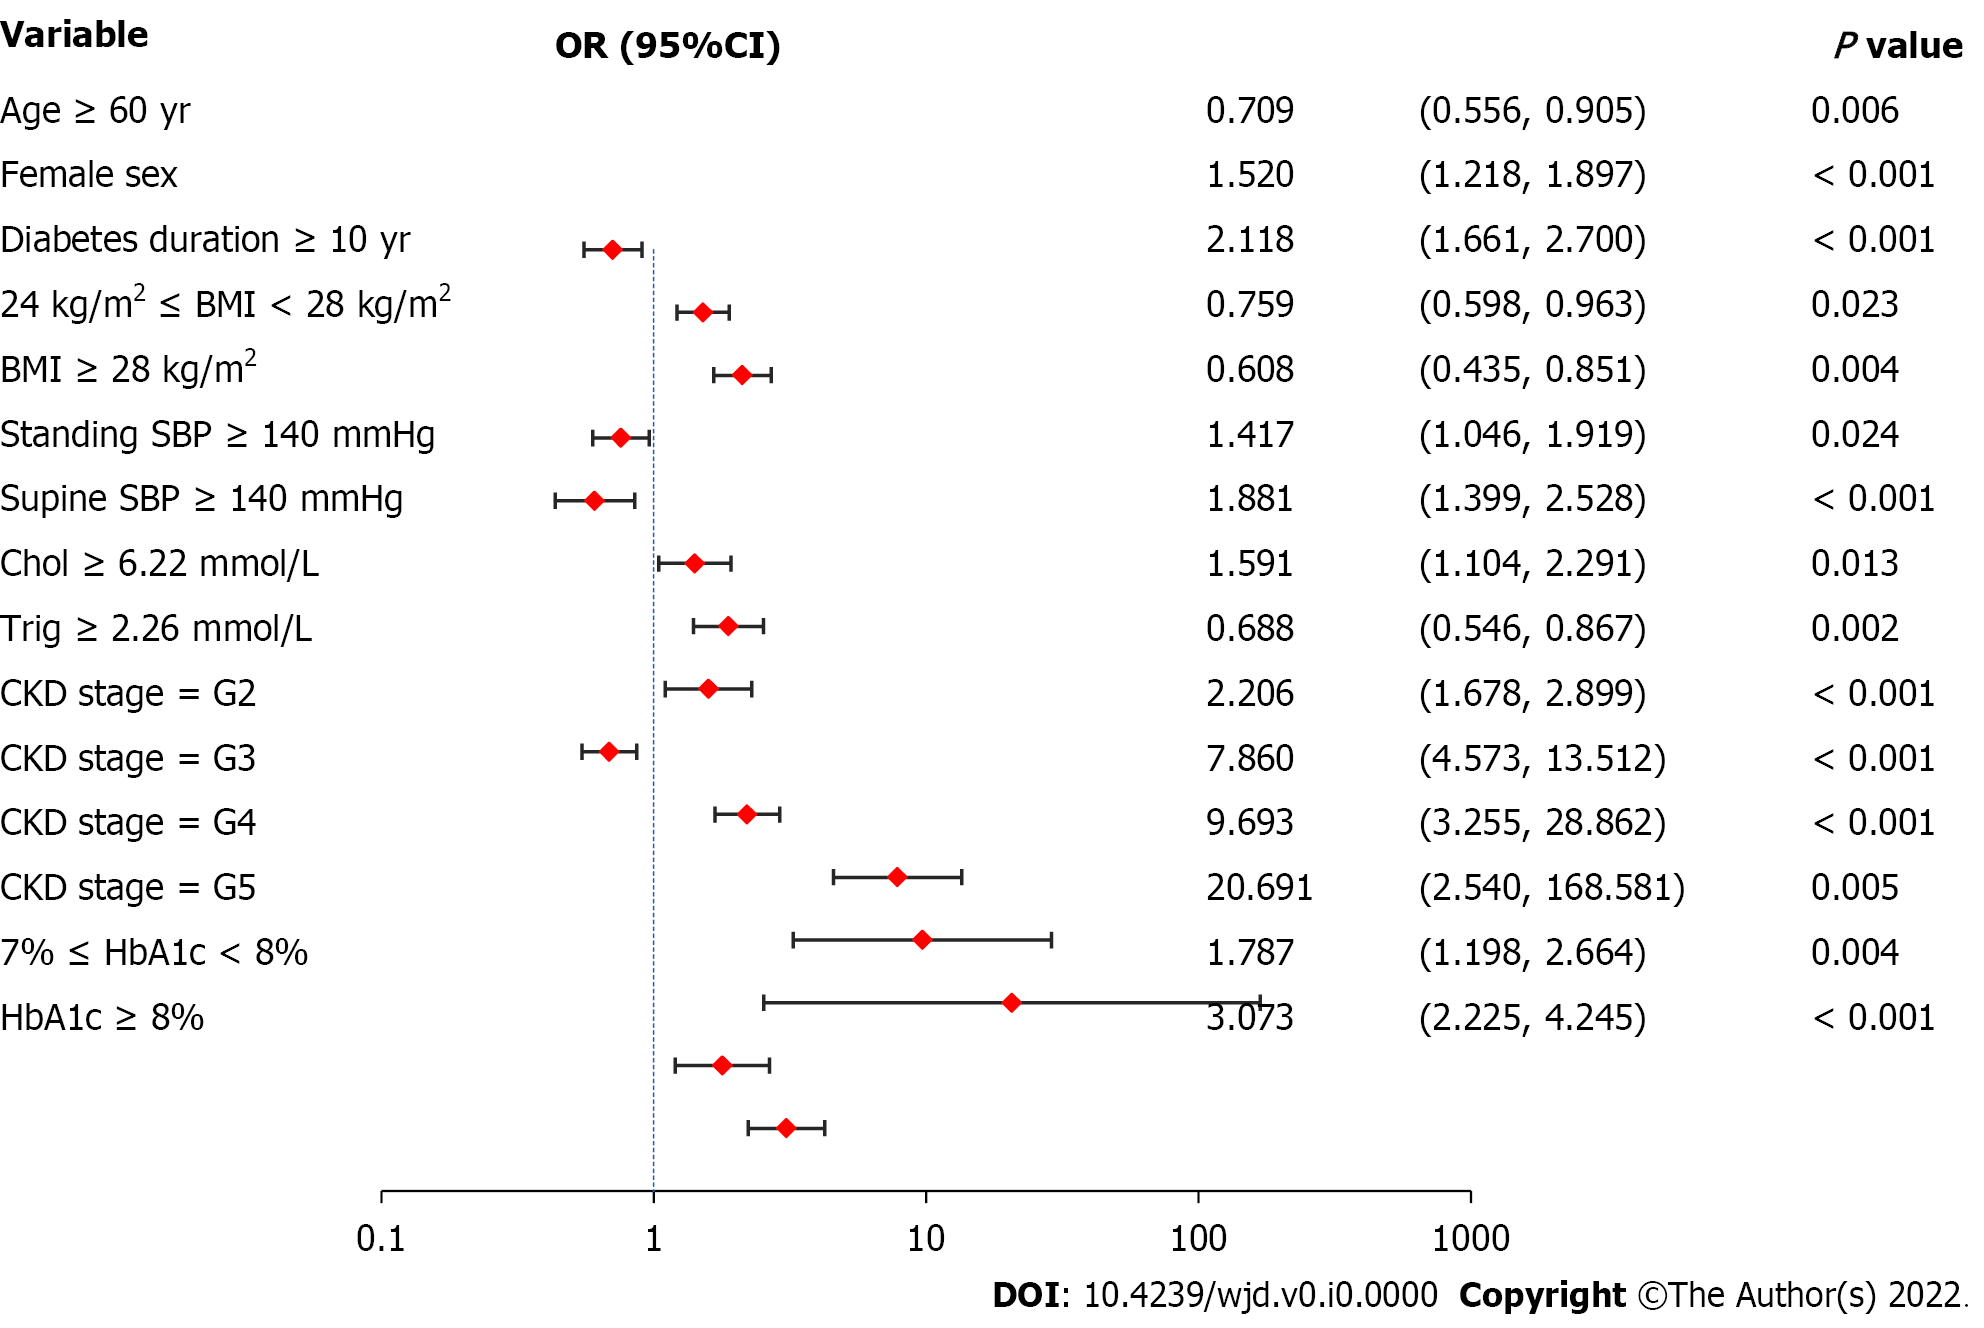 Variable OR (95%CI) P value
Age ≥ 60 yr 0.709 (0.556, 0.905) 0.006
Female sex 1.520 (1.218, 1.897) < 0.001
Diabetes duration ≥ 10 yr 2.118 (1.661, 2.700) < 0.001
24 kg/m² ≤ BMI < 28 kg/m² 0.759 (0.598, 0.963) 0.023
BMI ≥ 28 kg/m² 0.608 (0.435, 0.851) 0.004
Standing SBP ≥ 140 mmHg 1.417 (1.046, 1.919) 0.024
Supine SBP ≥ 140 mmHg 1.881 (1.399, 2.528) < 0.001
Chol ≥ 6.22 mmol/L 1.591 (1.104, 2.291) 0.013
Trig ≥ 2.26 mmol/L 0.688 (0.546, 0.867) 0.002
CKD stage = G2 2.206 (1.678, 2.899) < 0.001
CKD stage = G3 7.860 (4.573, 13.512) < 0.001
CKD stage = G4 9.693 (3.255, 28.862) < 0.001
CKD stage = G5 20.691 (2.540, 168.581) 0.005
7% ≤ HbA1c < 8% 1.787 (1.198, 2.664) 0.004
HbA1c ≥ 8% 3.073 (2.225, 4.245) < 0.001
0.1 1 10 100 1000
DOI: 10.4239/wjd.v0.i0.0000 Copyright ©The Author(s) 2022.